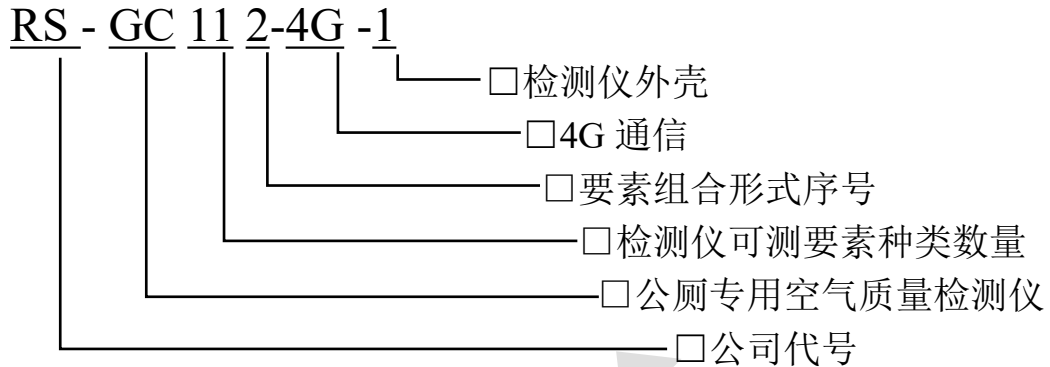 RS - GC 11 2-4G -1
□检测仪外壳
□4G 通信
□要素组合形式序号
□检测仪可测要素种类数量
□公厕专用空气质量检测仪
□公司代号